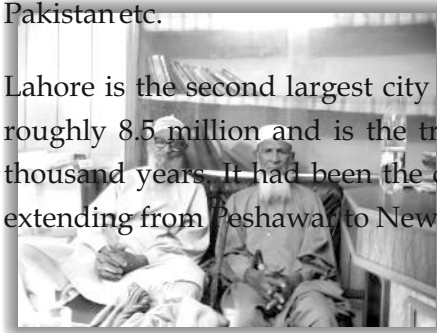 Pakistan etc.
Lahore is the second largest city
roughly 8.5 million and is the
thousand years. It had been the
extending from Peshawar to New